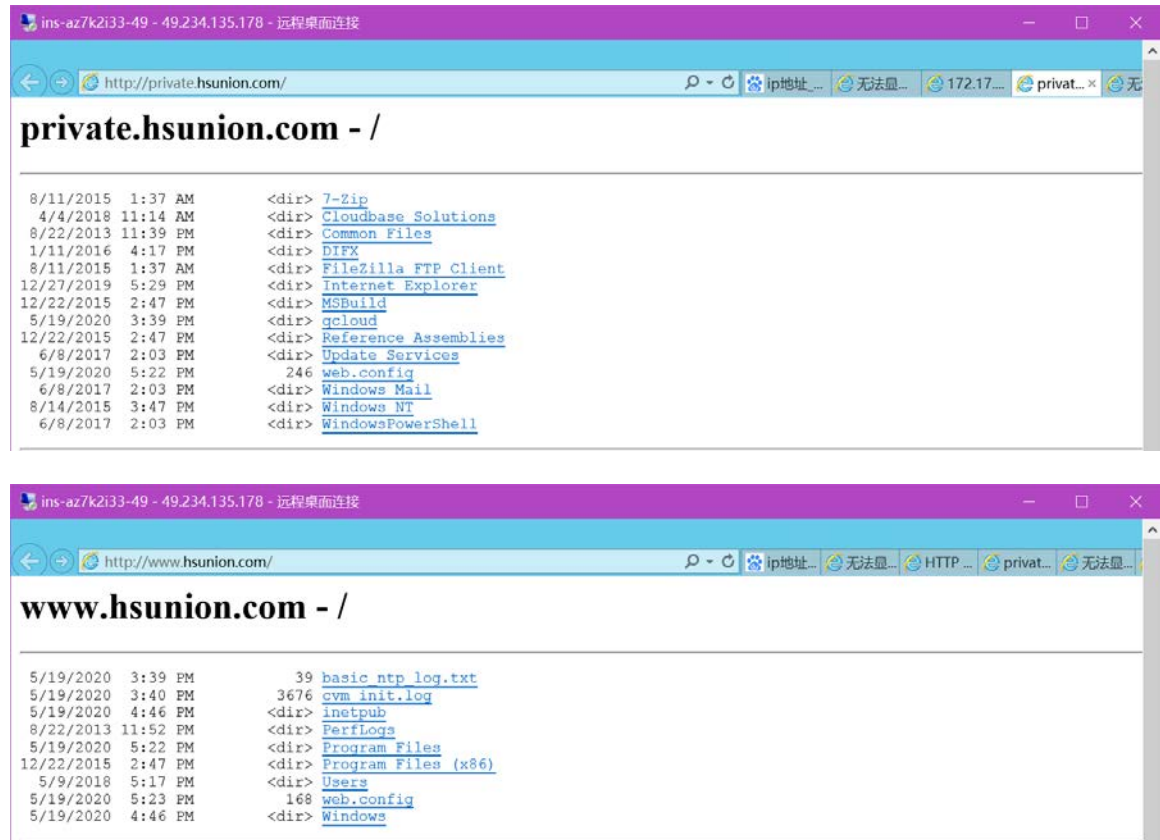 ins-az7k2i33-49 - 49.234.135.178 - 远程桌面连接
http://private.hsunion.com/ ip地址_... 无法显... 172.17.... privat... × 无
private.hsunion.com - /
8/11/2015 1:37 AM <dir> 7-Zip
4/4/2018 11:14 AM <dir> Cloudbase Solutions
8/22/2013 11:39 PM <dir> Common Files
1/11/2016 4:17 PM <dir> DIFX
8/11/2015 1:37 AM <dir> FileZilla FTP Client
12/27/2019 5:29 PM <dir> Internet Explorer
12/22/2015 2:47 PM <dir> MSBuild
5/19/2020 3:39 PM <dir> qcloud
12/22/2015 2:47 PM <dir> Reference Assemblies
6/8/2017 2:03 PM <dir> Update Services
5/19/2020 5:22 PM 246 web.config
6/8/2017 2:03 PM <dir> Windows Mail
8/14/2015 3:47 PM <dir> Windows NT
6/8/2017 2:03 PM <dir> WindowsPowerShell
ins-az7k2i33-49 - 49.234.135.178 - 远程桌面连接
http://www.hsunion.com/ ip地址... 无法显... HTTP ... privat... 无法显...
www.hsunion.com - /
5/19/2020 3:39 PM 39 basic_ntp_log.txt
5/19/2020 3:40 PM 3676 cvm_init.log
5/19/2020 4:46 PM <dir> inetpub
8/22/2013 11:52 PM <dir> PerfLogs
5/19/2020 5:22 PM <dir> Program Files
12/22/2015 2:47 PM <dir> Program Files (x86)
5/9/2018 5:17 PM <dir> Users
5/19/2020 5:23 PM 168 web.config
5/19/2020 4:46 PM <dir> Windows